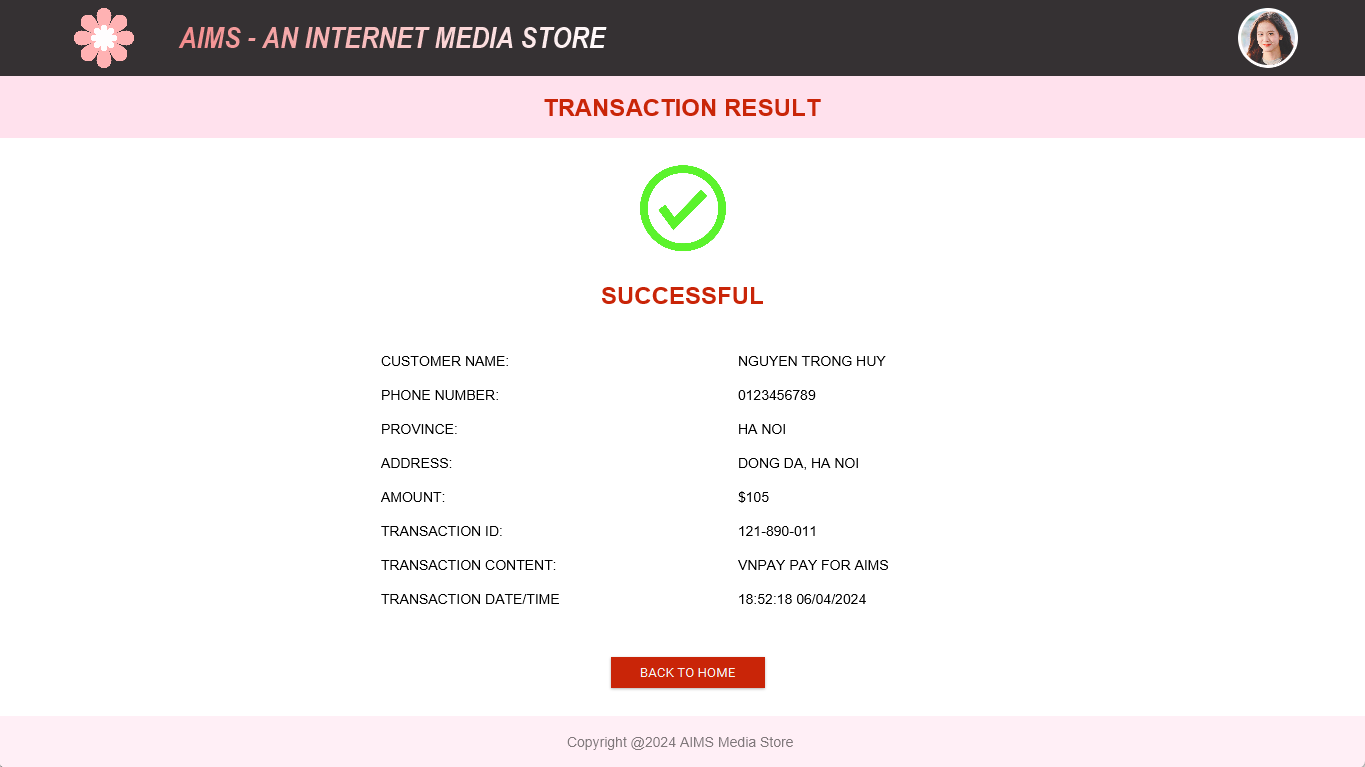 AIMS - AN INTERNET MEDIA STORE
TRANSACTION RESULT
SUCCESSFUL
CUSTOMER NAME: NGUYEN TRONG HUY
PHONE NUMBER: 0123456789
PROVINCE: HA NOI
ADDRESS: DONG DA, HA NOI
AMOUNT: $105
TRANSACTION ID: 121-890-011
TRANSACTION CONTENT: VNPAY PAY FOR AIMS
TRANSACTION DATE/TIME 18:52:18 06/04/2024
BACK TO HOME
Copyright @2024 AIMS Media Store